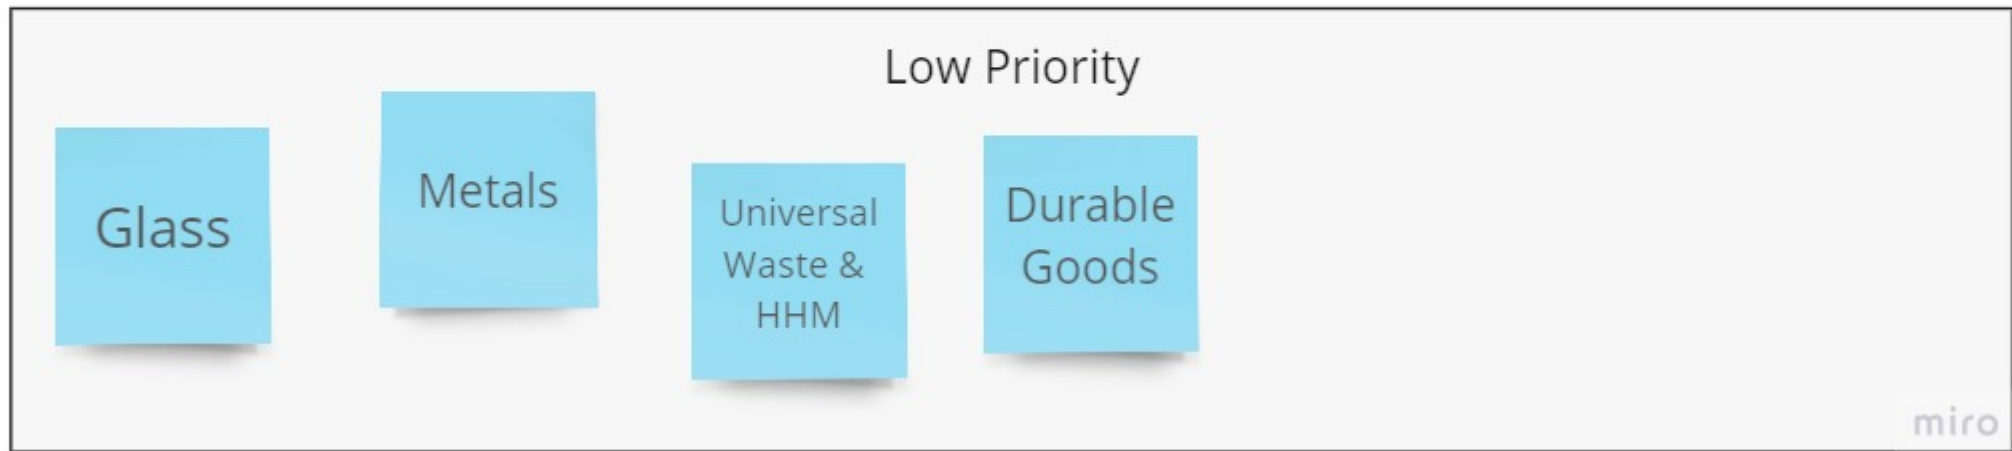 Low Priority
Glass
Metals
Universal
Waste &
HHM
Durable
Goods
miro